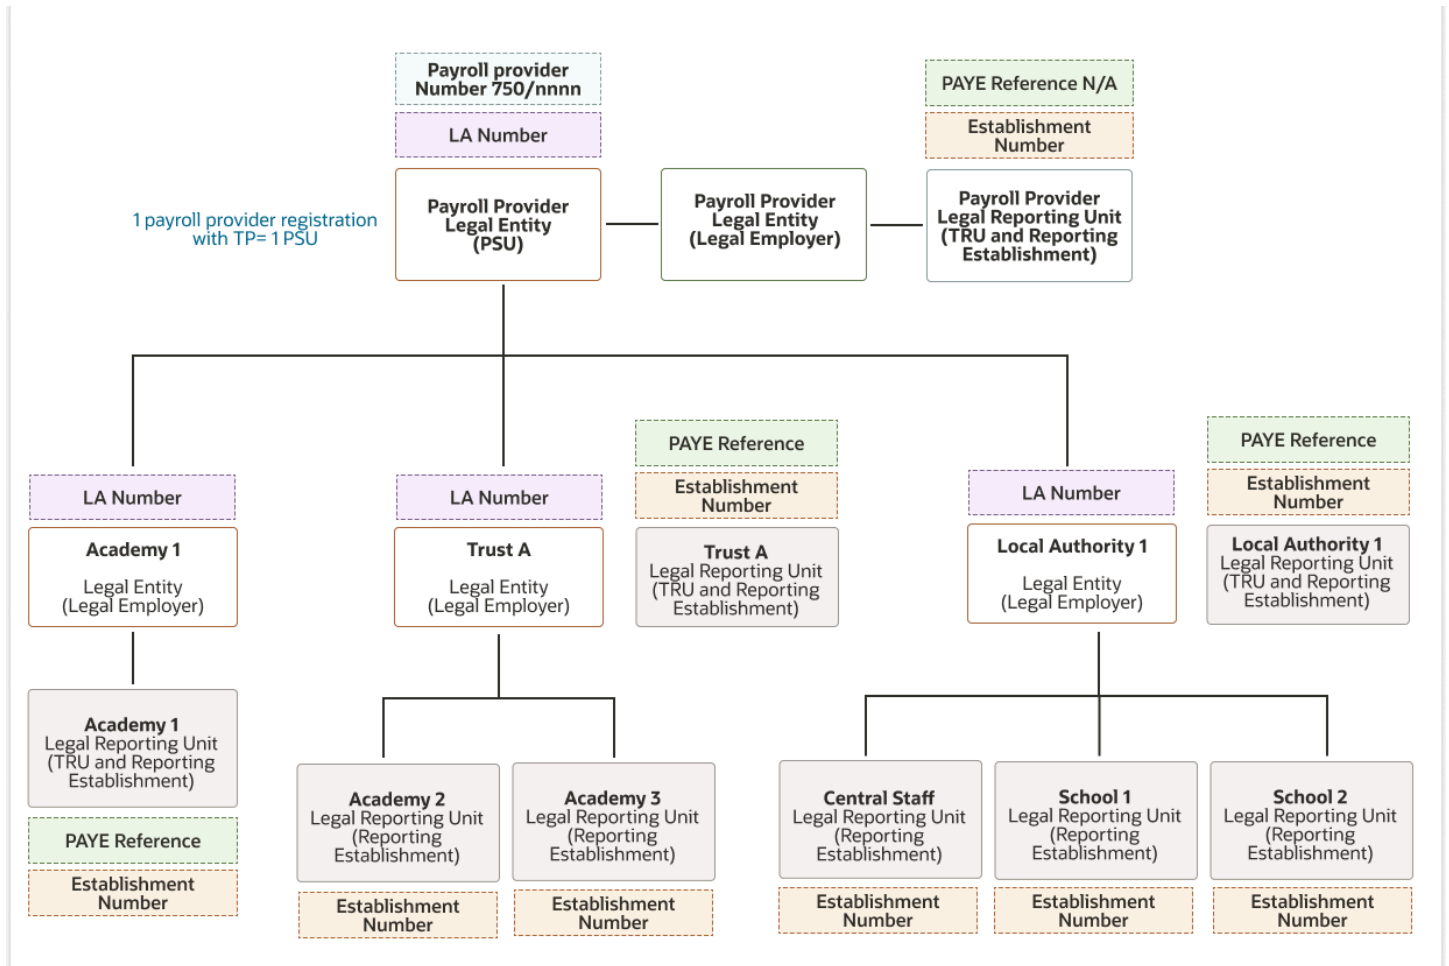 Payroll provider
Number 750/nnnn
LA Number
PAYE Reference N/A
Establishment
Number
1 payroll provider registration
with TP= 1 PSU
Payroll Provider
Legal Entity
(PSU)
Payroll Provider
Legal Entity
(Legal Employer)
Payroll Provider
Legal Reporting Unit
(TRU and Reporting
Establishment)
LA Number
Academy 1
Legal Entity
(Legal Employer)
Academy 1
Legal Reporting Unit
(TRU and Reporting
Establishment)
PAYE Reference
Establishment
Number
LA Number
Trust A
Legal Entity
(Legal Employer)
PAYE Reference
Establishment
Number
Trust A
Legal Reporting Unit
(TRU and Reporting
Establishment)
Academy 2
Legal Reporting Unit
(Reporting
Establishment)
Establishment
Number
Academy 3
Legal Reporting Unit
(Reporting
Establishment)
Establishment
Number
LA Number
Local Authority 1
Legal Entity
(Legal Employer)
PAYE Reference
Establishment
Number
Local Authority 1
Legal Reporting Unit
(TRU and Reporting
Establishment)
Central Staff
Legal Reporting Unit
(Reporting
Establishment)
Establishment
Number
School 1
Legal Reporting Unit
(Reporting
Establishment)
Establishment
Number
School 2
Legal Reporting Unit
(Reporting
Establishment)
Establishment
Number